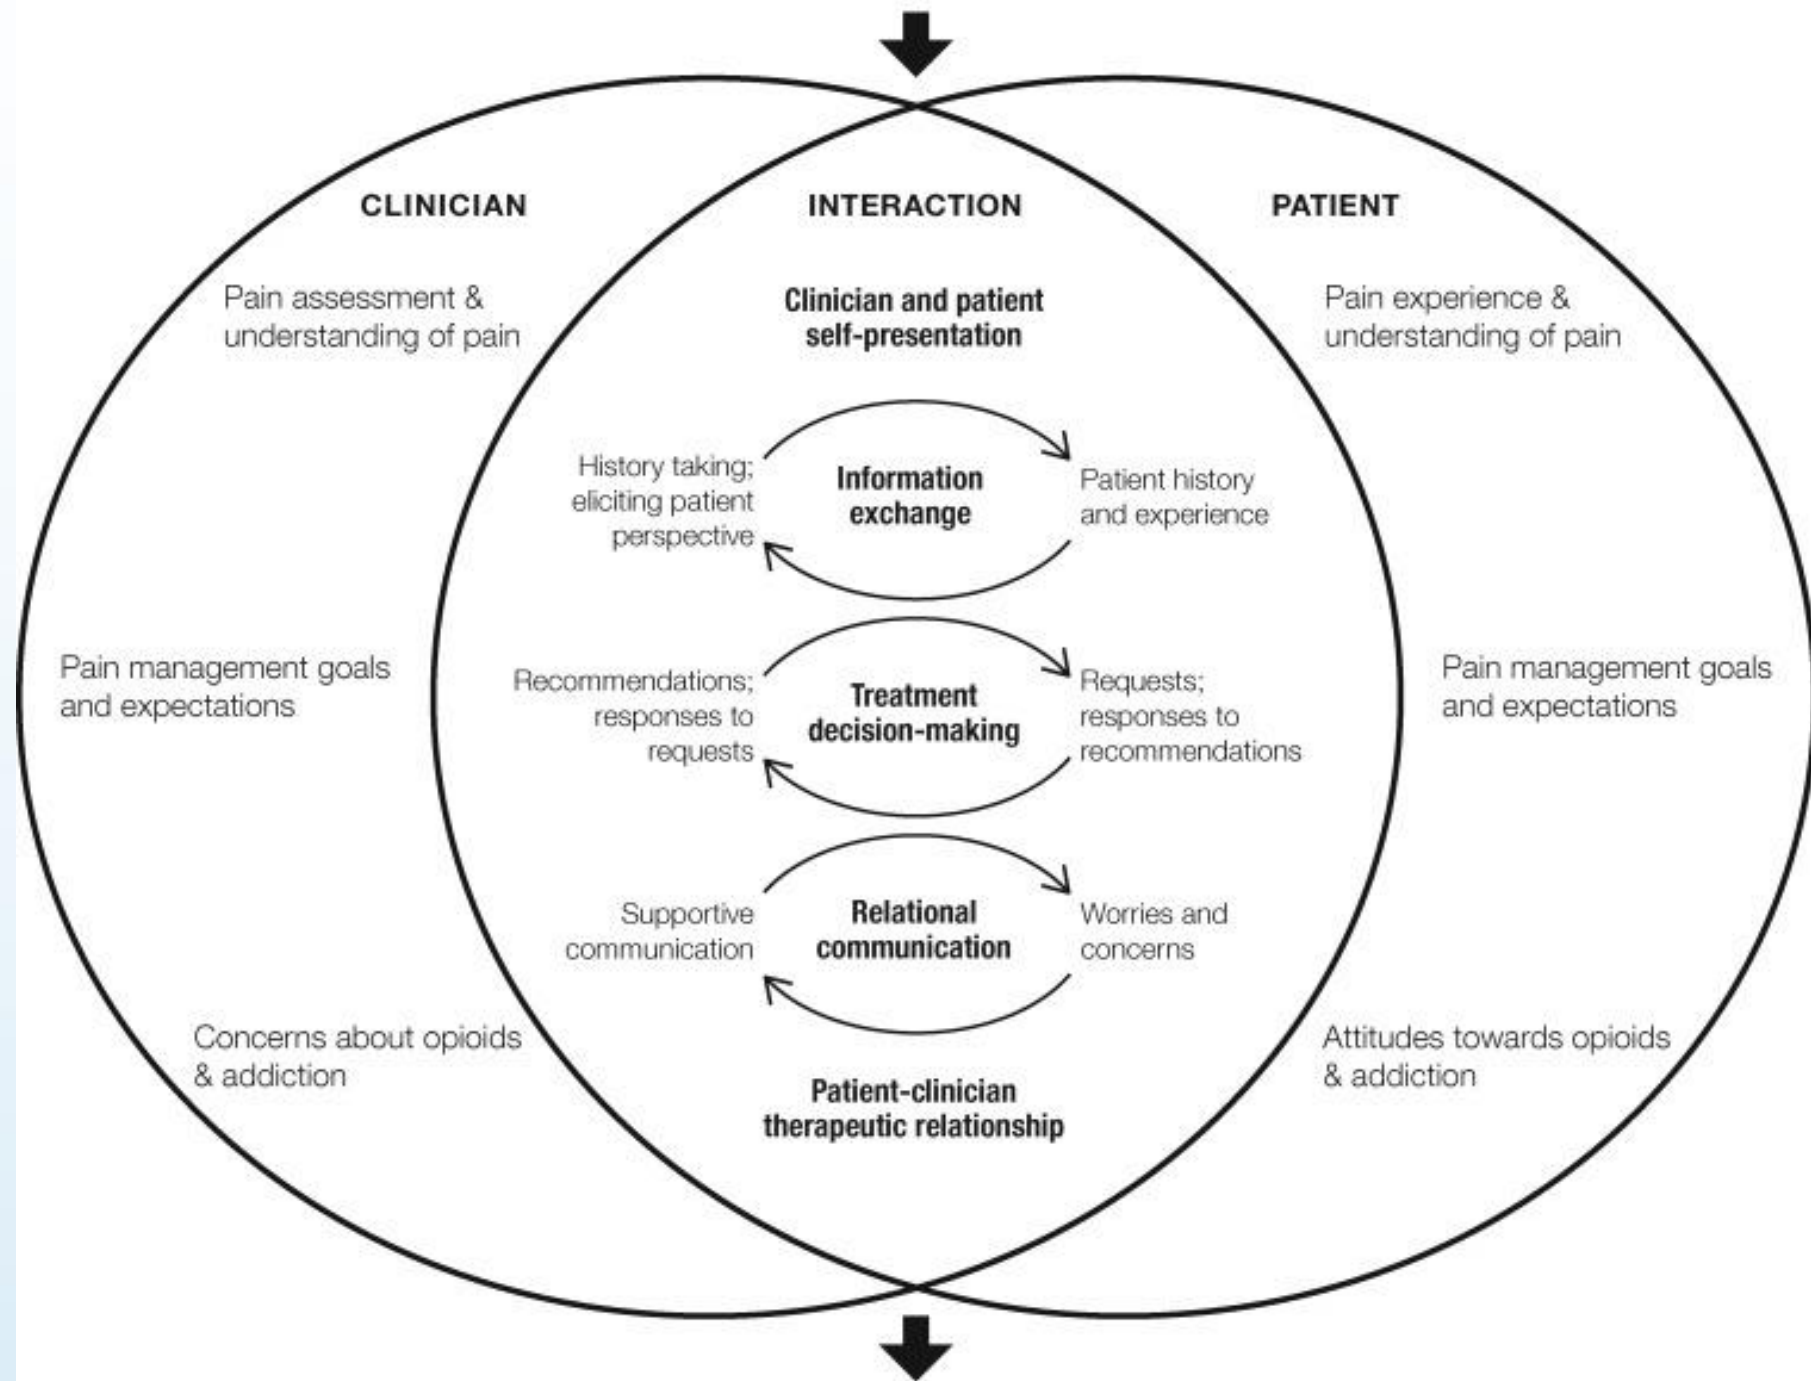 CLINICIAN
INTERACTION
PATIENT
Pain assessment &
understanding of pain
Clinician and patient
self-presentation
Pain experience &
understanding of pain
History taking;
eliciting patient
perspective
Information
exchange
Patient history
and experience
Pain management goals
and expectations
Recommendations;
responses to
requests
Treatment
decision-making
Requests;
responses to
recommendations
Pain management goals
and expectations
Supportive
communication
Relational
communication
Worries and
concerns
Concerns about opioids
& addiction
Patient-clinician
therapeutic relationship
Attitudes towards opioids
& addiction